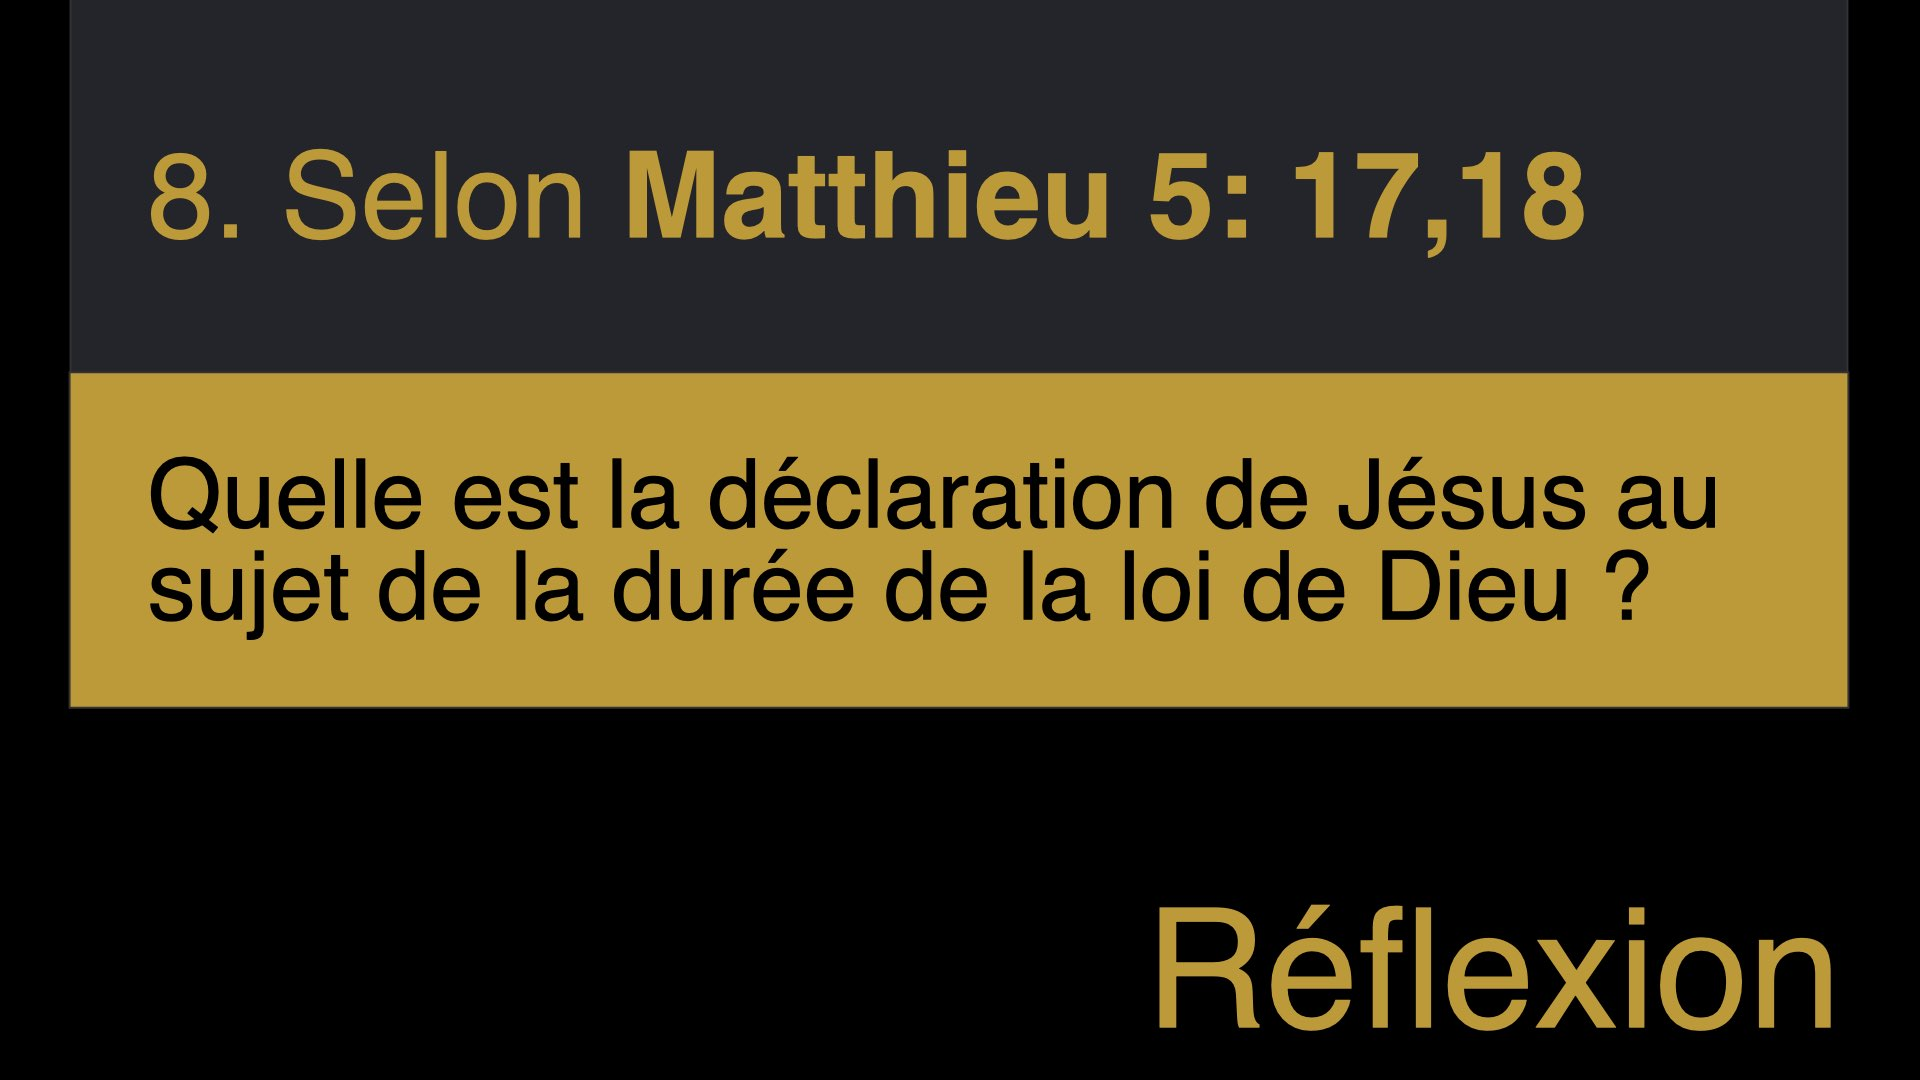 8. Selon Matthieu 5: 17,18
Quelle est la déclaration de Jésus au
sujet de la durée de la loi de Dieu ?
Réflexion